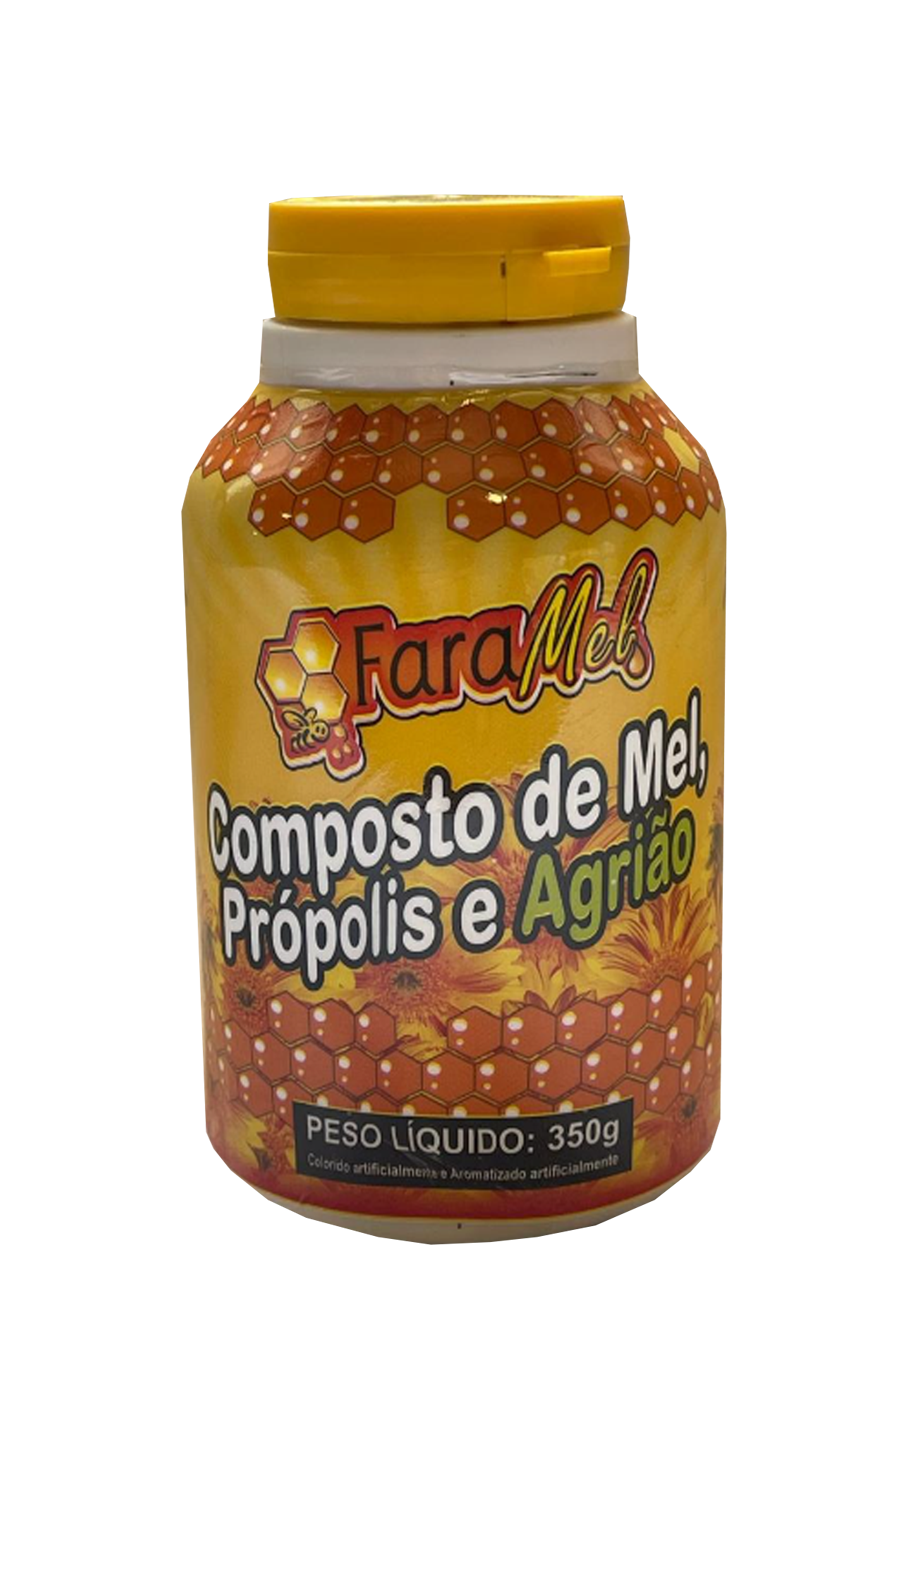 FaraMel
Composto de Mel,
Própolis e Agrião
PESO LÍQUIDO: 350g
Colorido artificialmente e Aromatizado artificialmente